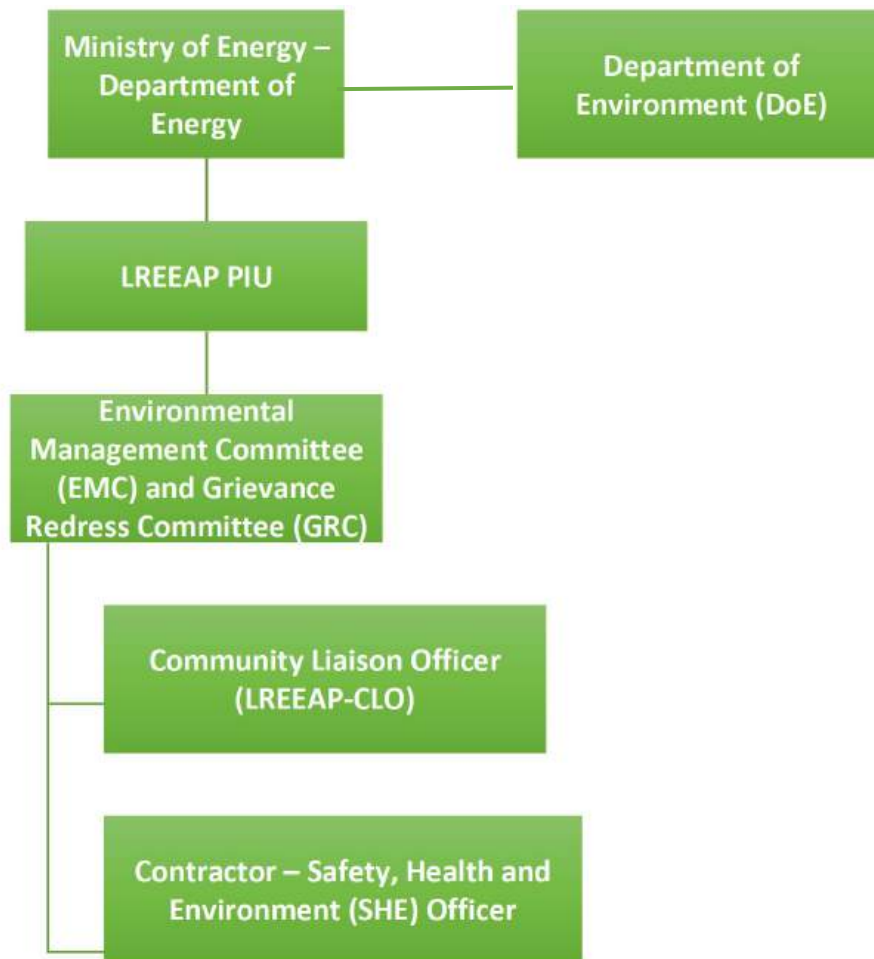 Ministry of Energy –
Department of
Energy
Department of
Environment (DoE)
LREEAP PIU
Environmental
Management Committee
(EMC) and Grievance
Redress Committee (GRC)
Community Liaison Officer
(LREEAP-CLO)
Contractor – Safety, Health and
Environment (SHE) Officer